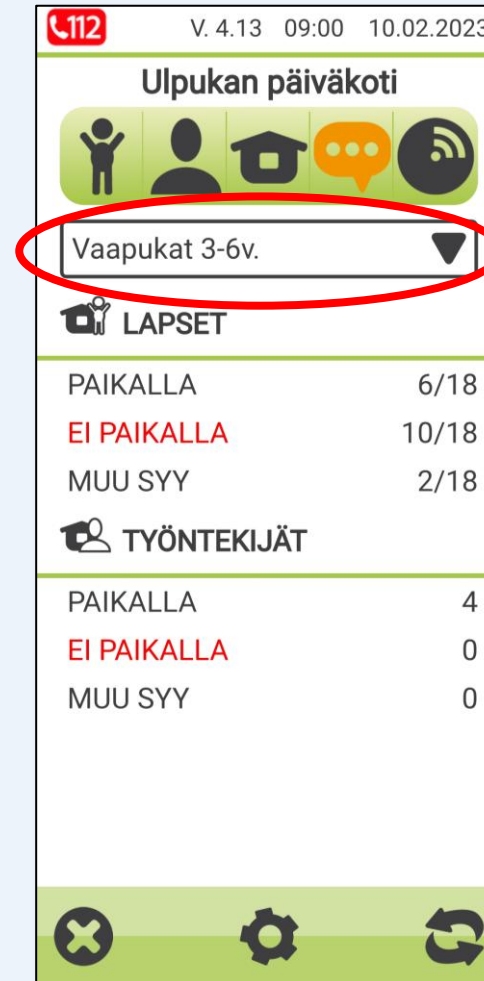 112 V. 4.13 09:00 10.02.2023
Ulpukan päiväkoti
Vaapukat 3-6v.
LAPSET
PAIKALLA 6/18
EI PAIKALLA 10/18
MUU SYY 2/18
TYÖNTEKIJÄT
PAIKALLA 4
EI PAIKALLA 0
MUU SYY 0